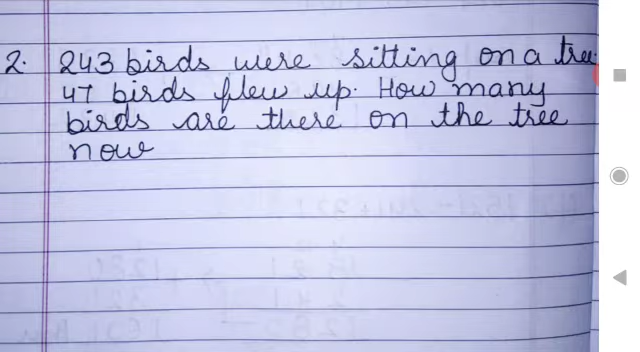 2. 243 birds were sitting on a tree.
47 birds flew up. How many
birds are there on the tree
now